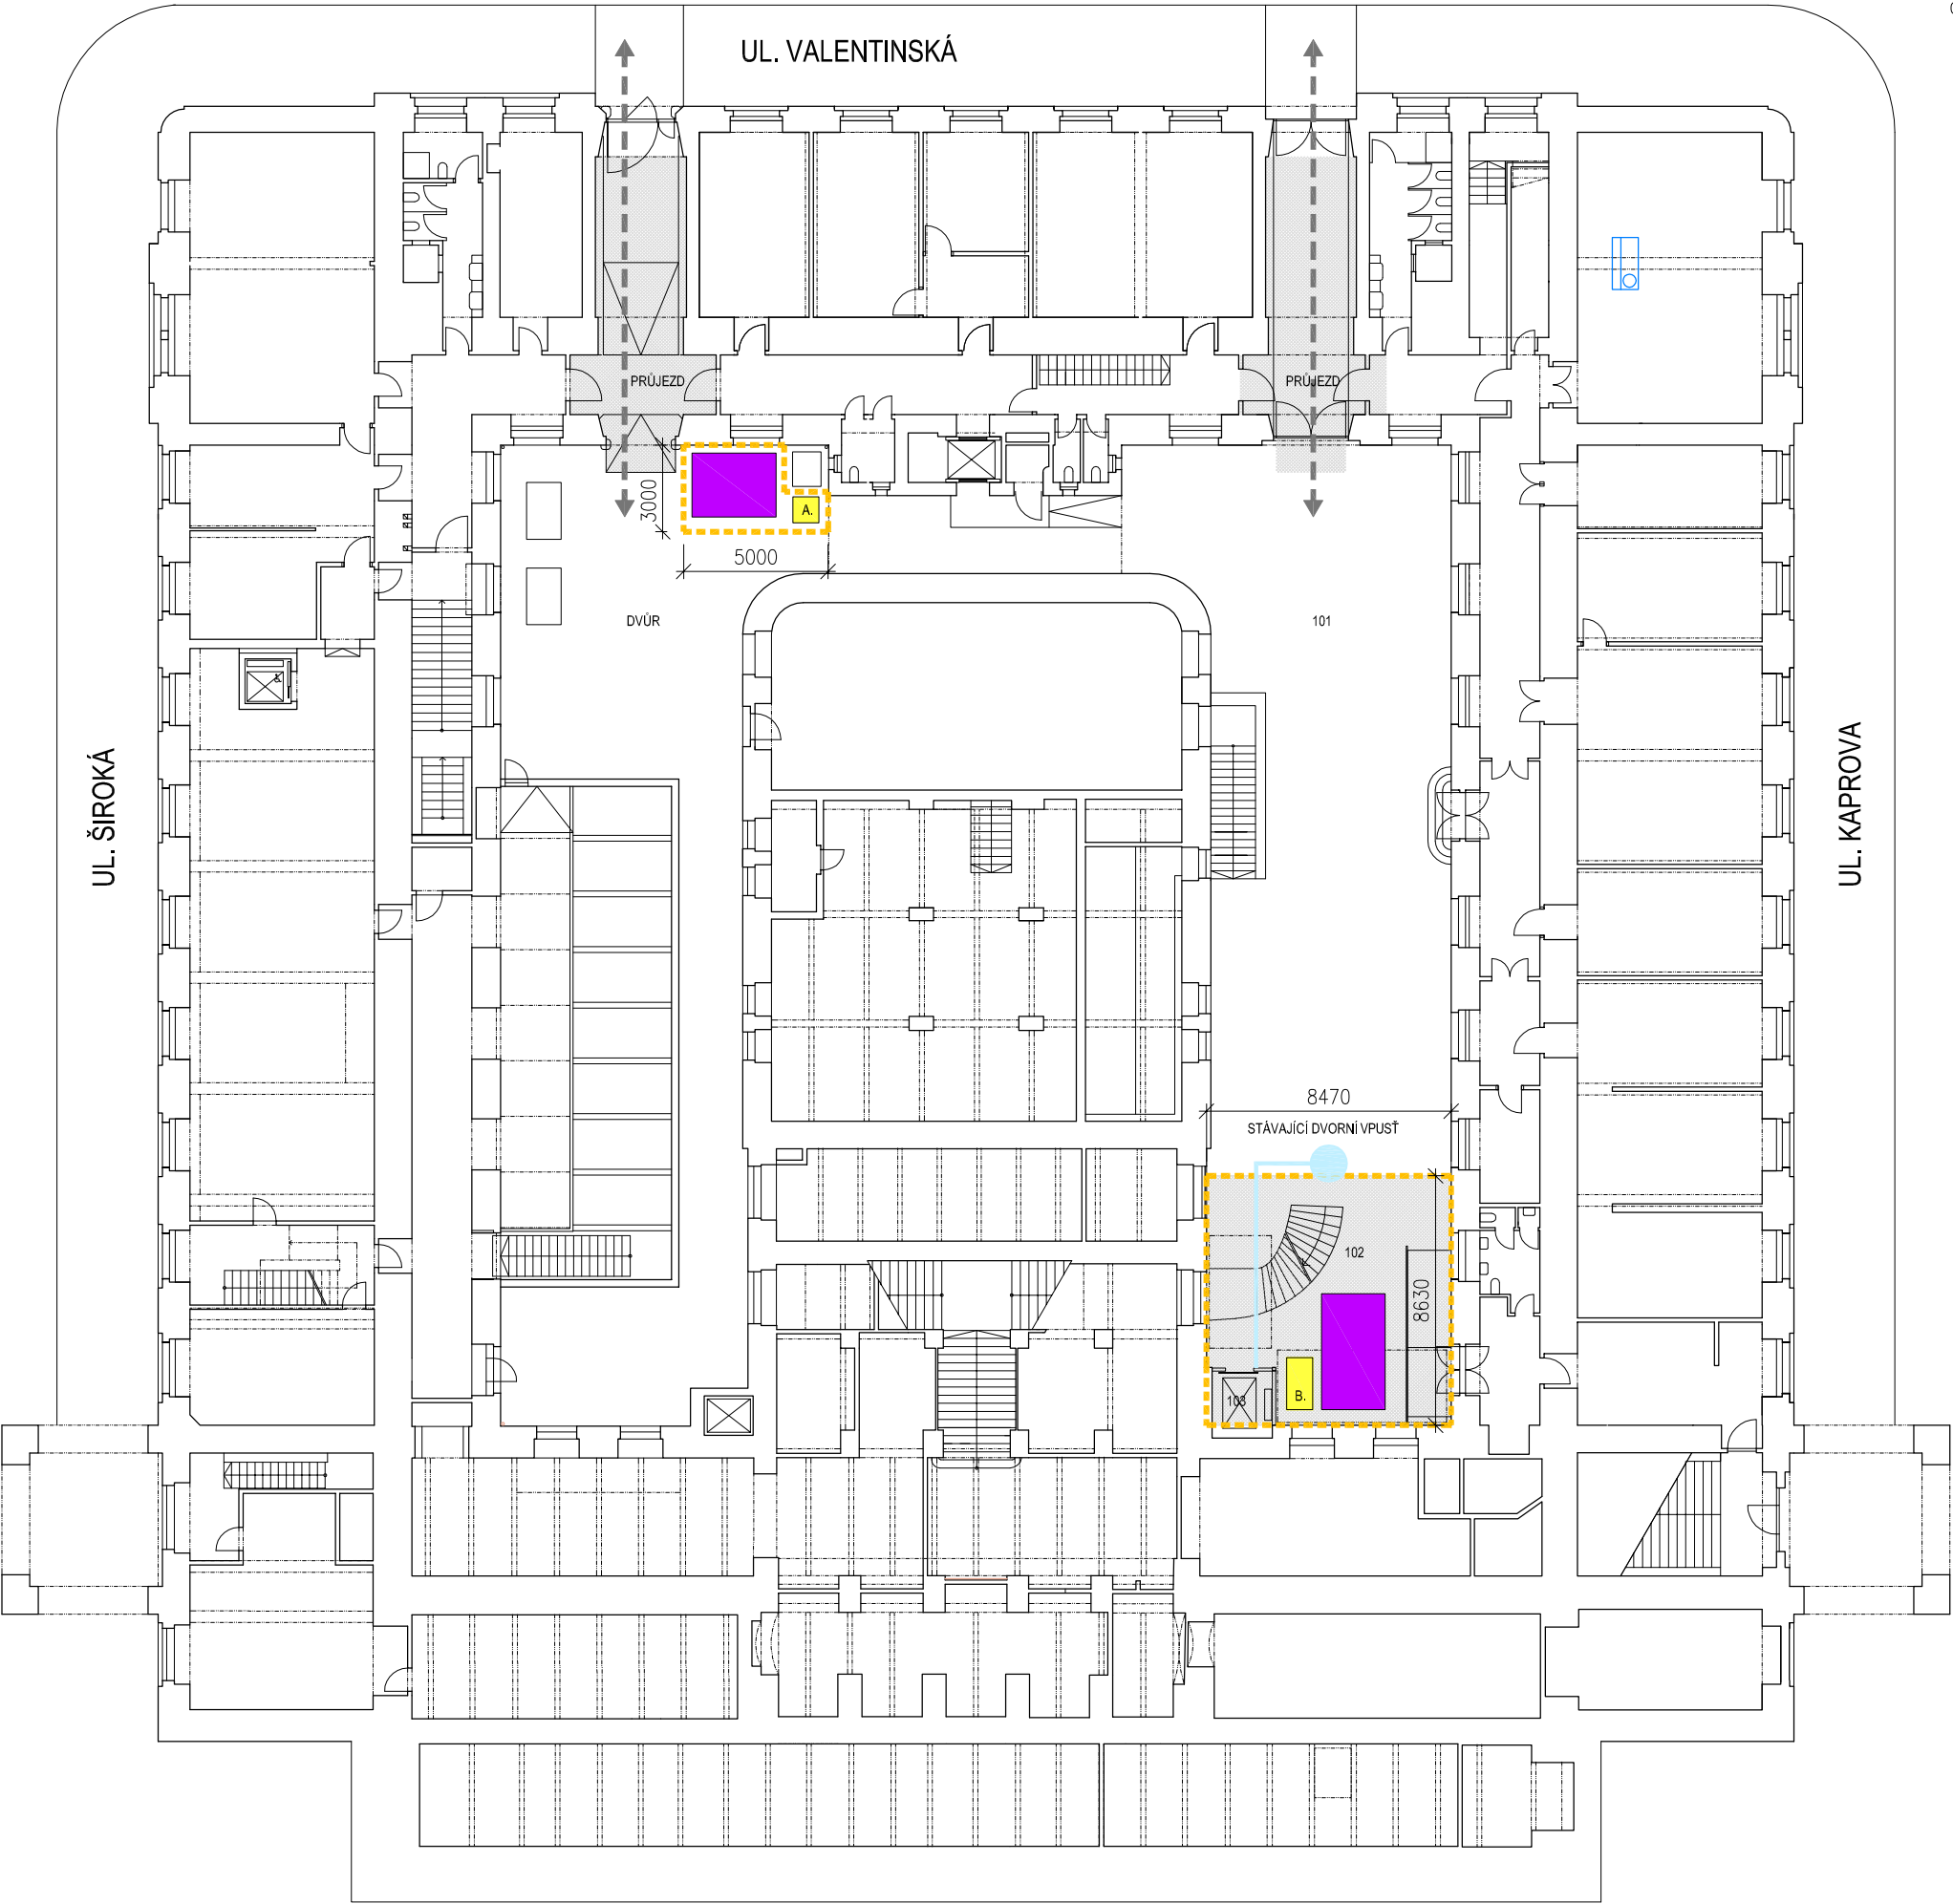 UL. VALENTINSKÁ
PRŮJEZD
PRŮJEZD
3000
A.
5000
DVŮR
101
UL. ŠIROKÁ
UL. KAPROVA
8470
STÁVAJÍCÍ DVORNÍ VPUSŤ
102
8630
103
B.